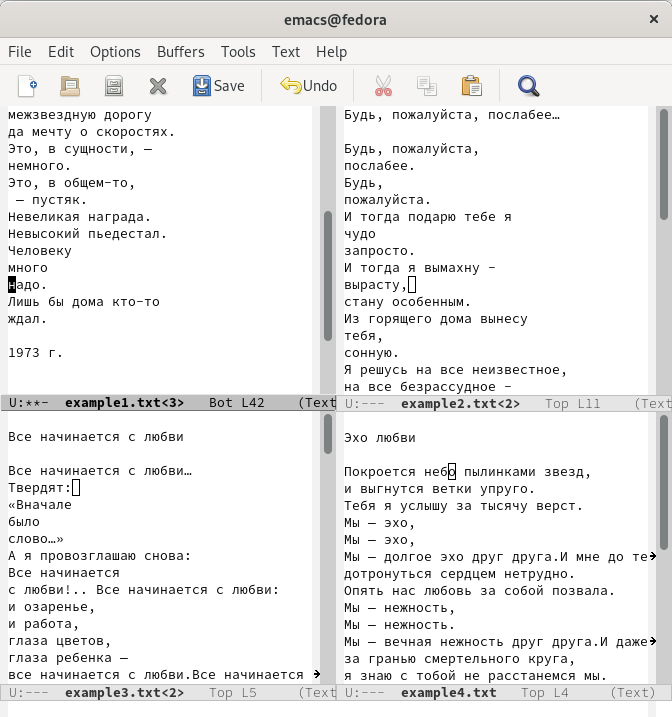 emacs@fedora
×
File Edit Options Buffers Tools Text Help
Save Undo
межзвездную дорогу
да мечту о скоростях.
Это, в сущности, —
немного.
Это, в общем-то,
— пустяк.
Невеликая награда.
Невысокий пьедестал.
Человеку
много
надо.
Лишь бы дома кто-то
ждал.
1973 г.
U:**- example1.txt<3> Bot L42 (Text
Будь, пожалуйста, послабее…
Будь, пожалуйста,
послабее.
Будь,
пожалуйста.
И тогда подарю тебе я
чудо
запросто.
И тогда я вымахну -
вырасту,
стану особенным.
Из горящего дома вынесу
тебя,
сонную.
Я решусь на все неизвестное,
на все безрассудное -
U:--- example2.txt<2> Top L11 (Text
Все начинается с любви
Все начинается с любви…
Твердят:
«Вначале
было
слово…»
А я провозглашаю снова:
Все начинается
с любви!.. Все начинается с любви:
и озаренье,
и работа,
глаза цветов,
глаза ребенка —
все начинается с любви.Все начинается
U:--- example3.txt<2> Top L5 (Text
Эхо любви
Покроется небо пылинками звезд,
и выгнутся ветки упруго.
Тебя я услышу за тысячу верст.
Мы — эхо,
Мы — эхо,
Мы — долгое эхо друг друга.И мне до те
дотронуться сердцем нетрудно.
Опять нас любовь за собой позвала.
Мы — нежность,
Мы — нежность.
Мы — вечная нежность друг друга.И даже
за гранью смертельного круга,
я знаю с тобой не расстанемся мы.
U:--- example4.txt Top L4 (Text